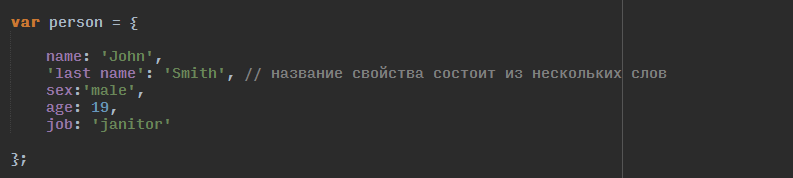 var person = {
name: 'John',
'last name': 'Smith', // название свойства состоит из нескольких слов
sex:'male',
age: 19,
job: 'janitor'
};